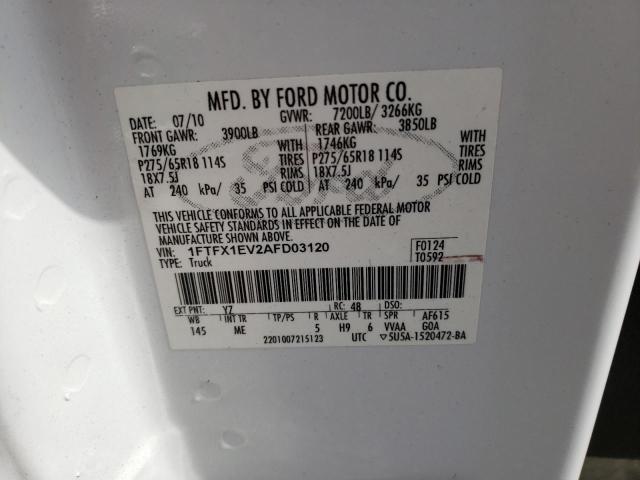 MFD. BY FORD MOTOR CO.
DATE: 07/10 GVWR: 7200LB/ 3266KG
FRONT GAWR: 3900LB REAR GAWR: 3850LB
1769KG WITH 1746KG WITH
P275/65R18 114S TIRES P275/65R18 114S TIRES
18X7.5J RIMS 18X7.5J RIMS
AT 240 kPa/ 35 PSI COLD AT 240 kPa/ 35 PSI COLD
THIS VEHICLE CONFORMS TO ALL APPLICABLE FEDERAL MOTOR
VEHICLE SAFETY STANDARDS IN EFFECT ON THE DATE OF
MANUFACTURE SHOWN ABOVE.
VIN: 1FTFX1EV2AFD03120 F0124
TYPE: Truck T0592
EXT PNT: YZ RC: 48 DSO:
WB INT TR TP/PS R AXLE TR SPR AF615
145 ME 5 H9 6 VVAA G0A
2201007215123 UTC ▽5U5A-1520472-BA
Ford